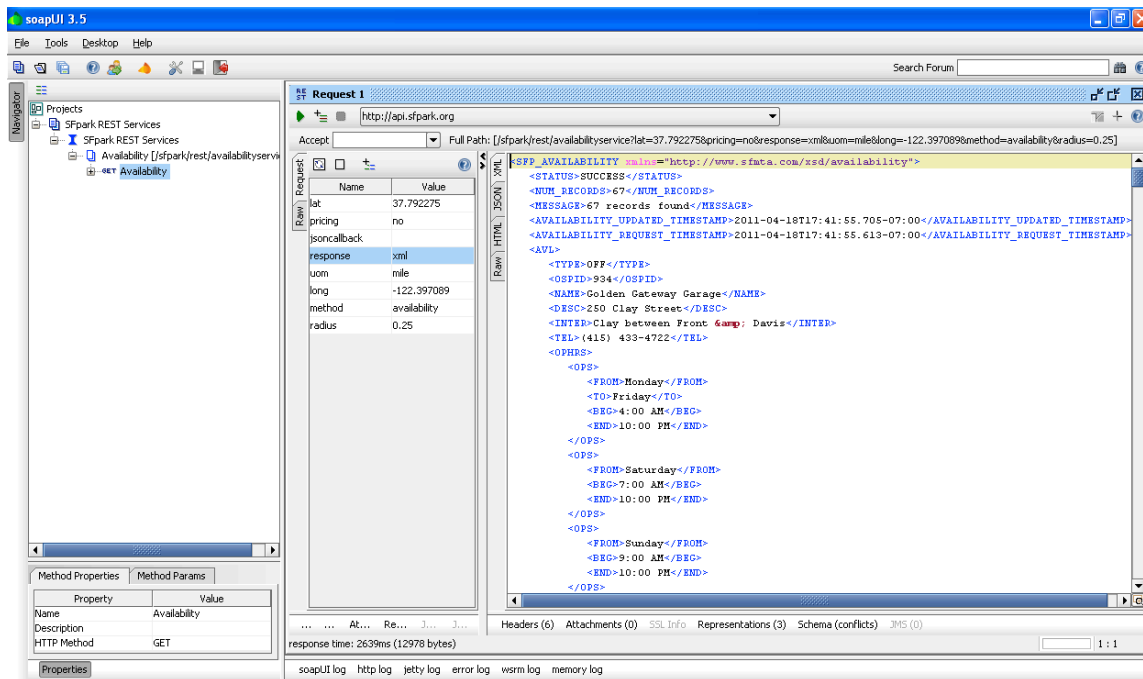 soapUI 3.5
File Tools Desktop Help
Search Forum
Navigator
Projects
SFpark REST Services
SFpark REST Services
Availability [/sfpark/rest/availabilityservi
GET Availability
Method Properties Method Params
Property Value
Name Availability
Description
HTTP Method GET
Properties
REST Request 1
http://api.sfpark.org
Accept Full Path: [/sfpark/rest/availabilityservice?lat=37.792275&pricing=no&response=xml&uom=mile&long=-122.397089&method=availability&radius=0.25]
Request
Raw
Name Value
lat 37.792275
pricing no
jsoncallback
response xml
uom mile
long -122.397089
method availability
radius 0.25
... ... At... Re... J... J...
XML
JSON
HTML
Raw
<SFP_AVAILABILITY xmlns="http://www.sfmta.com/xsd/availability">
<STATUS>SUCCESS</STATUS>
<NUM_RECORDS>67</NUM_RECORDS>
<MESSAGE>67 records found</MESSAGE>
<AVAILABILITY_UPDATED_TIMESTAMP>2011-04-18T17:41:55.705-07:00</AVAILABILITY_UPDATED_TIMESTAMP>
<AVAILABILITY_REQUEST_TIMESTAMP>2011-04-18T17:41:55.613-07:00</AVAILABILITY_REQUEST_TIMESTAMP>
<AVL>
<TYPE>OFF</TYPE>
<OSPID>934</OSPID>
<NAME>Golden Gateway Garage</NAME>
<DESC>250 Clay Street</DESC>
<INTER>Clay between Front &amp; Davis</INTER>
<TEL>(415) 433-4722</TEL>
<OPHRS>
<OPS>
<FROM>Monday</FROM>
<TO>Friday</TO>
<BEG>4:00 AM</BEG>
<END>10:00 PM</END>
</OPS>
<OPS>
<FROM>Saturday</FROM>
<BEG>7:00 AM</BEG>
<END>10:00 PM</END>
</OPS>
<OPS>
<FROM>Sunday</FROM>
<BEG>9:00 AM</BEG>
<END>10:00 PM</END>
</OPS>
Headers (6) Attachments (0) SSL Info Representations (3) Schema (conflicts) JMS (0)
response time: 2639ms (12978 bytes) 1 : 1
soapUI log http log jetty log error log wsrm log memory log